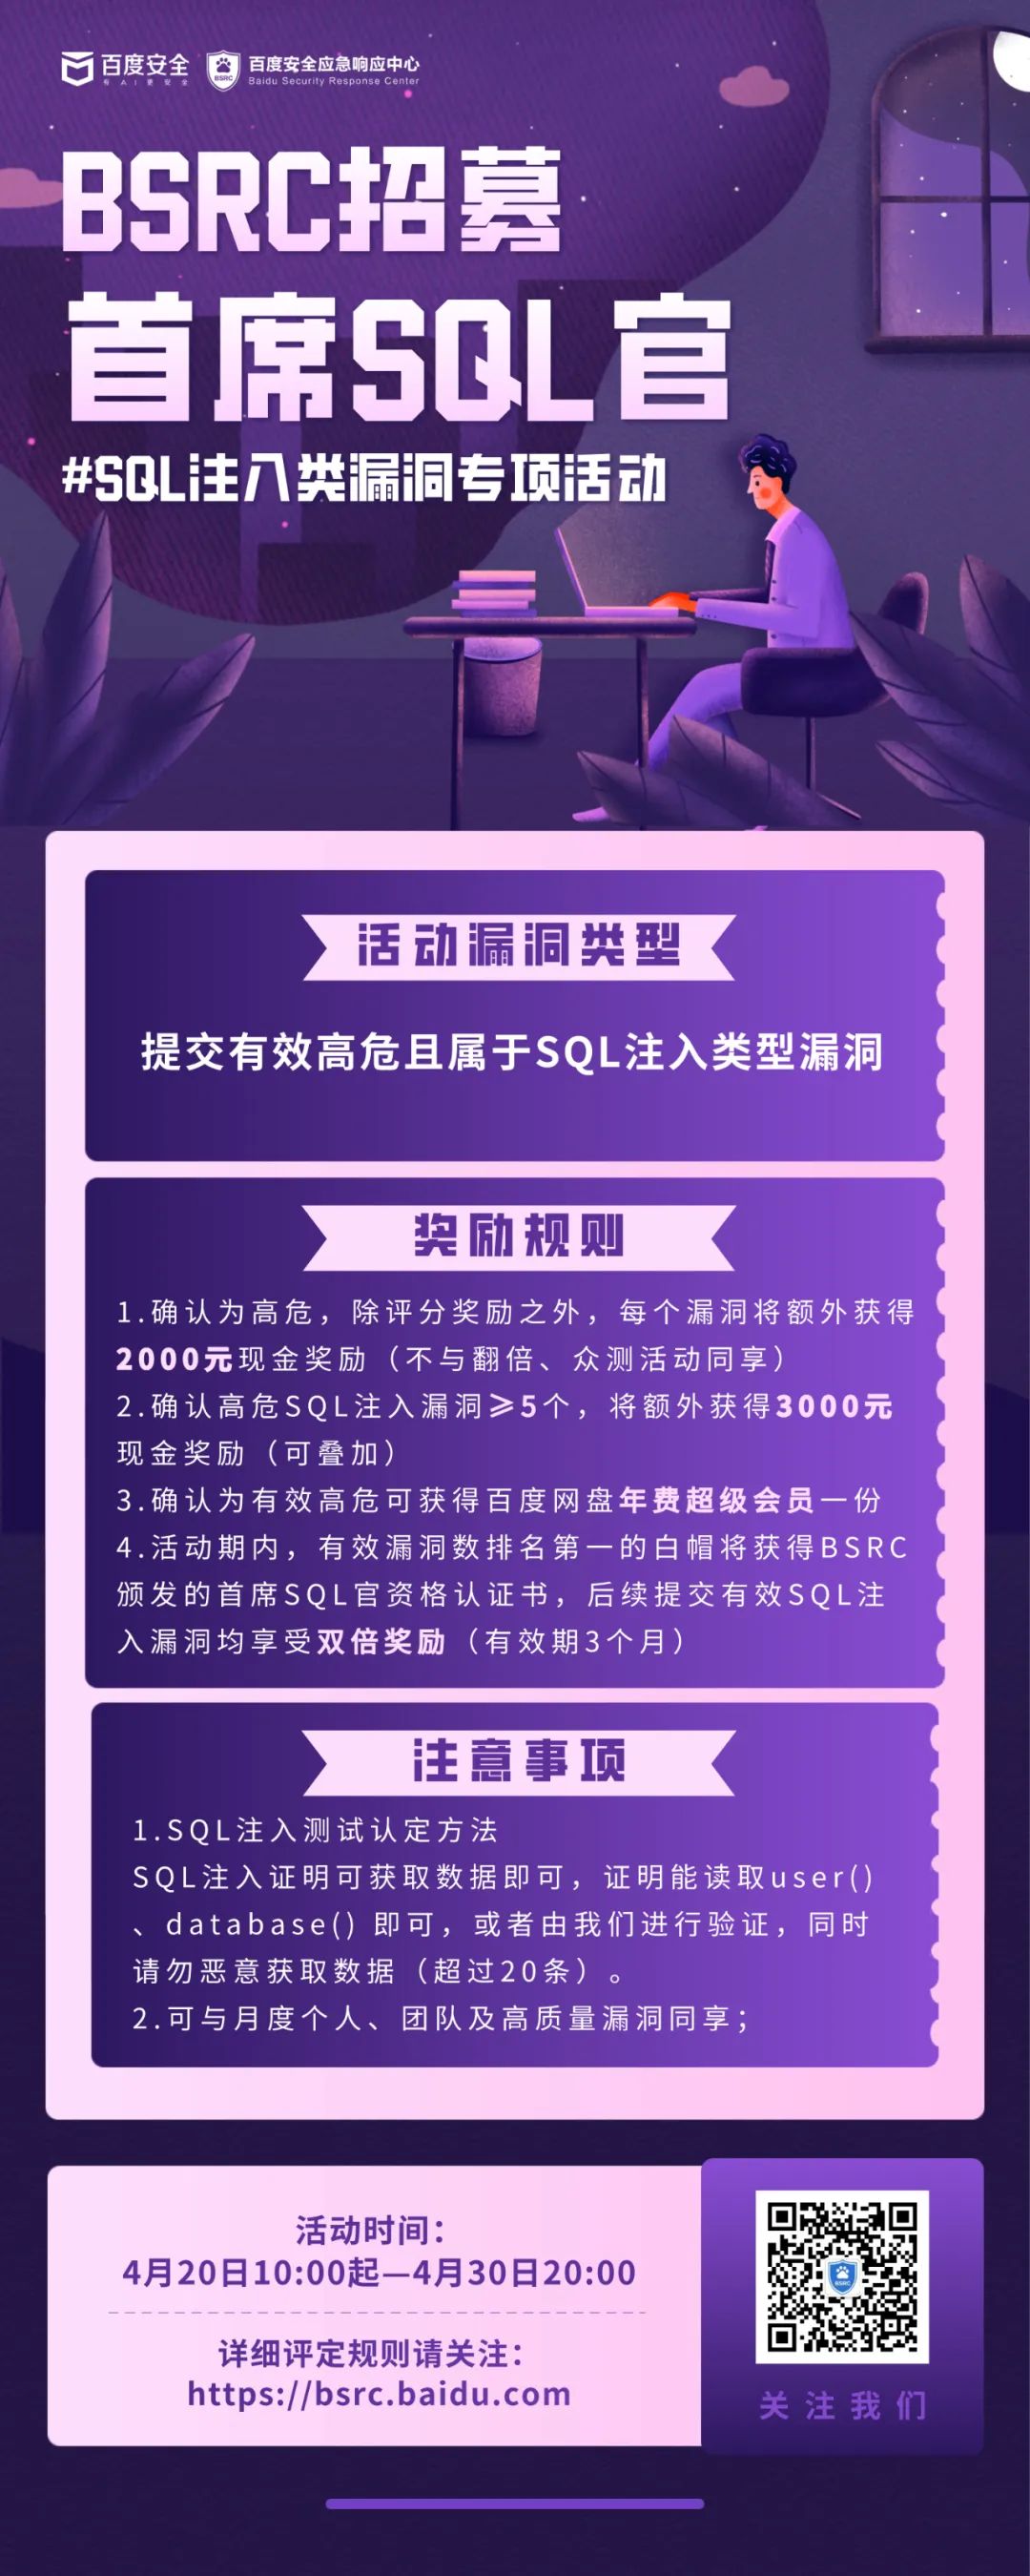 百度安全
有AI更安全
BSRC
百度安全应急响应中心
Baidu Security Response Center
BSRC招募
首席SQL官
#SQL注入类漏洞专项活动
活动漏洞类型
提交有效高危且属于SQL注入类型漏洞
奖励规则
1.确认为高危，除评分奖励之外，每个漏洞将额外获得
2000元现金奖励（不与翻倍、众测活动同享）
2.确认高危SQL注入漏洞⩾5个，将额外获得3000元
现金奖励（可叠加）
3.确认为有效高危可获得百度网盘年费超级会员一份
4.活动期内，有效漏洞数排名第一的白帽将获得BSRC
颁发的首席SQL官资格认证书，后续提交有效SQL注
入漏洞均享受双倍奖励（有效期3个月）
注意事项
1.SQL注入测试认定方法
SQL注入证明可获取数据即可，证明能读取user()
、database() 即可，或者由我们进行验证，同时
请勿恶意获取数据（超过20条）。
2.可与月度个人、团队及高质量漏洞同享；
活动时间：
4月20日10:00起—4月30日20:00
详细评定规则请关注：
https://bsrc.baidu.com
BSRC
关注我们